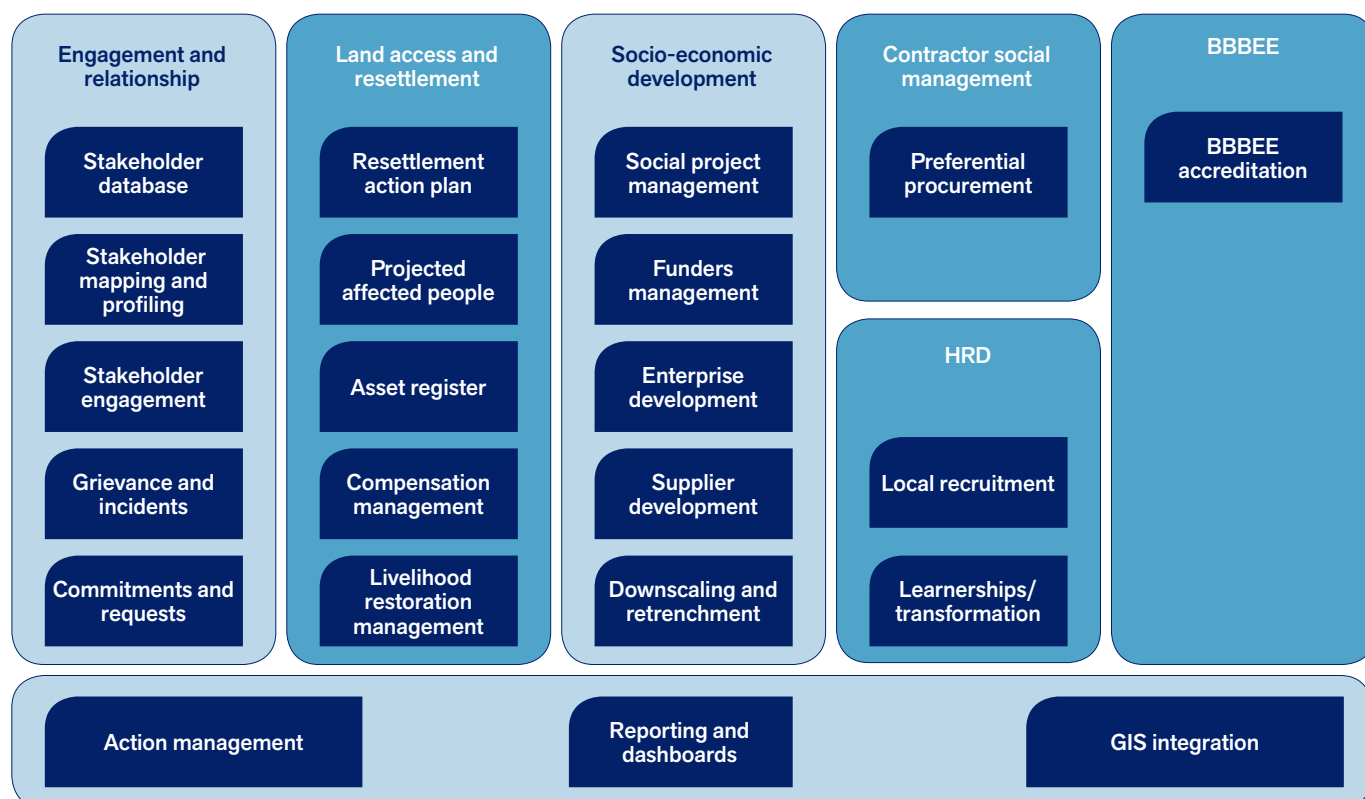 Engagement and
relationship
Stakeholder
database
Stakeholder
mapping and
profiling
Stakeholder
engagement
Grievance and
incidents
Commitments and
requests
Land access and
resettlement
Resettlement
action plan
Projected
affected people
Asset register
Compensation
management
Livelihood
restoration
management
Socio-economic
development
Social project
management
Funders
management
Enterprise
development
Supplier
development
Downscaling and
retrenchment
Contractor social
management
Preferential
procurement
HRD
Local recruitment
Learnerships/
transformation
BBBEE
BBBEE
accreditation
Action management
Reporting and
dashboards
GIS integration